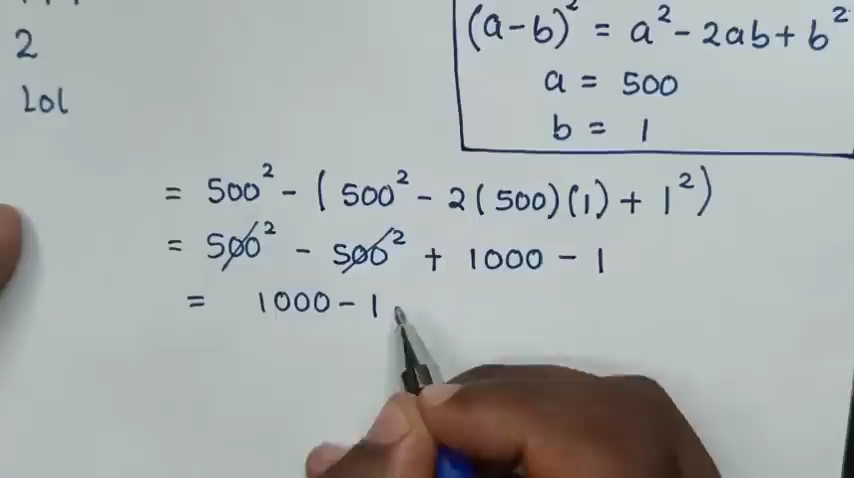 2
Lol
(a-b)² = a² - 2ab + b²
a = 500
b = 1
= 500² - (500² - 2(500)(1) + 1²)
= 500² - 500² + 1000 - 1
= 1000 - 1